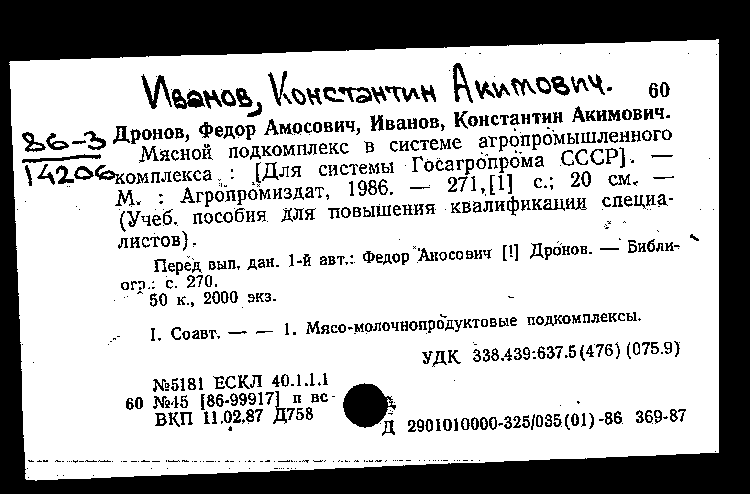 Иванов, Константин Акимович.
60
Дронов, Федор Амосович, Иванов, Константин Акимович.
86-3
14206
Мясной подкомплекс в системе агропромышленного
комплекса : [Для системы Госагропрома СССР]. —
М. : Агропромиздат, 1986. — 271,[1] с.; 20 см. —
(Учеб. пособия для повышения квалификации специа-
листов).
Перед вып. дан. 1-й авт.: Федор Аносович [!] Дронов. — Библи-
огр.: с. 270.
50 к., 2000 экз.
I. Соавт. — — 1. Мясо-молочнопродуктовые подкомплексы.
УДК 338.439:637.5(476)(075.9)
№5181 ЕСКЛ 40.1.1.1
60 №45 [86-99917] п вс
ВКП 11.02.87 Д758
Д 2901010000-325/035(01)-86 369-87